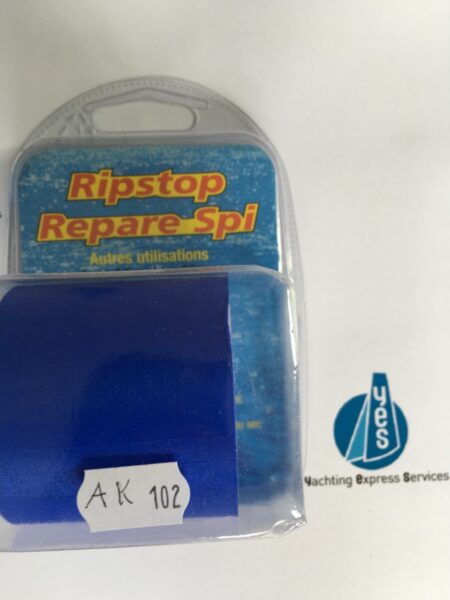 Ripstop
Repare Spi
Autres utilisations
AK 102
yes
Yachting express Services